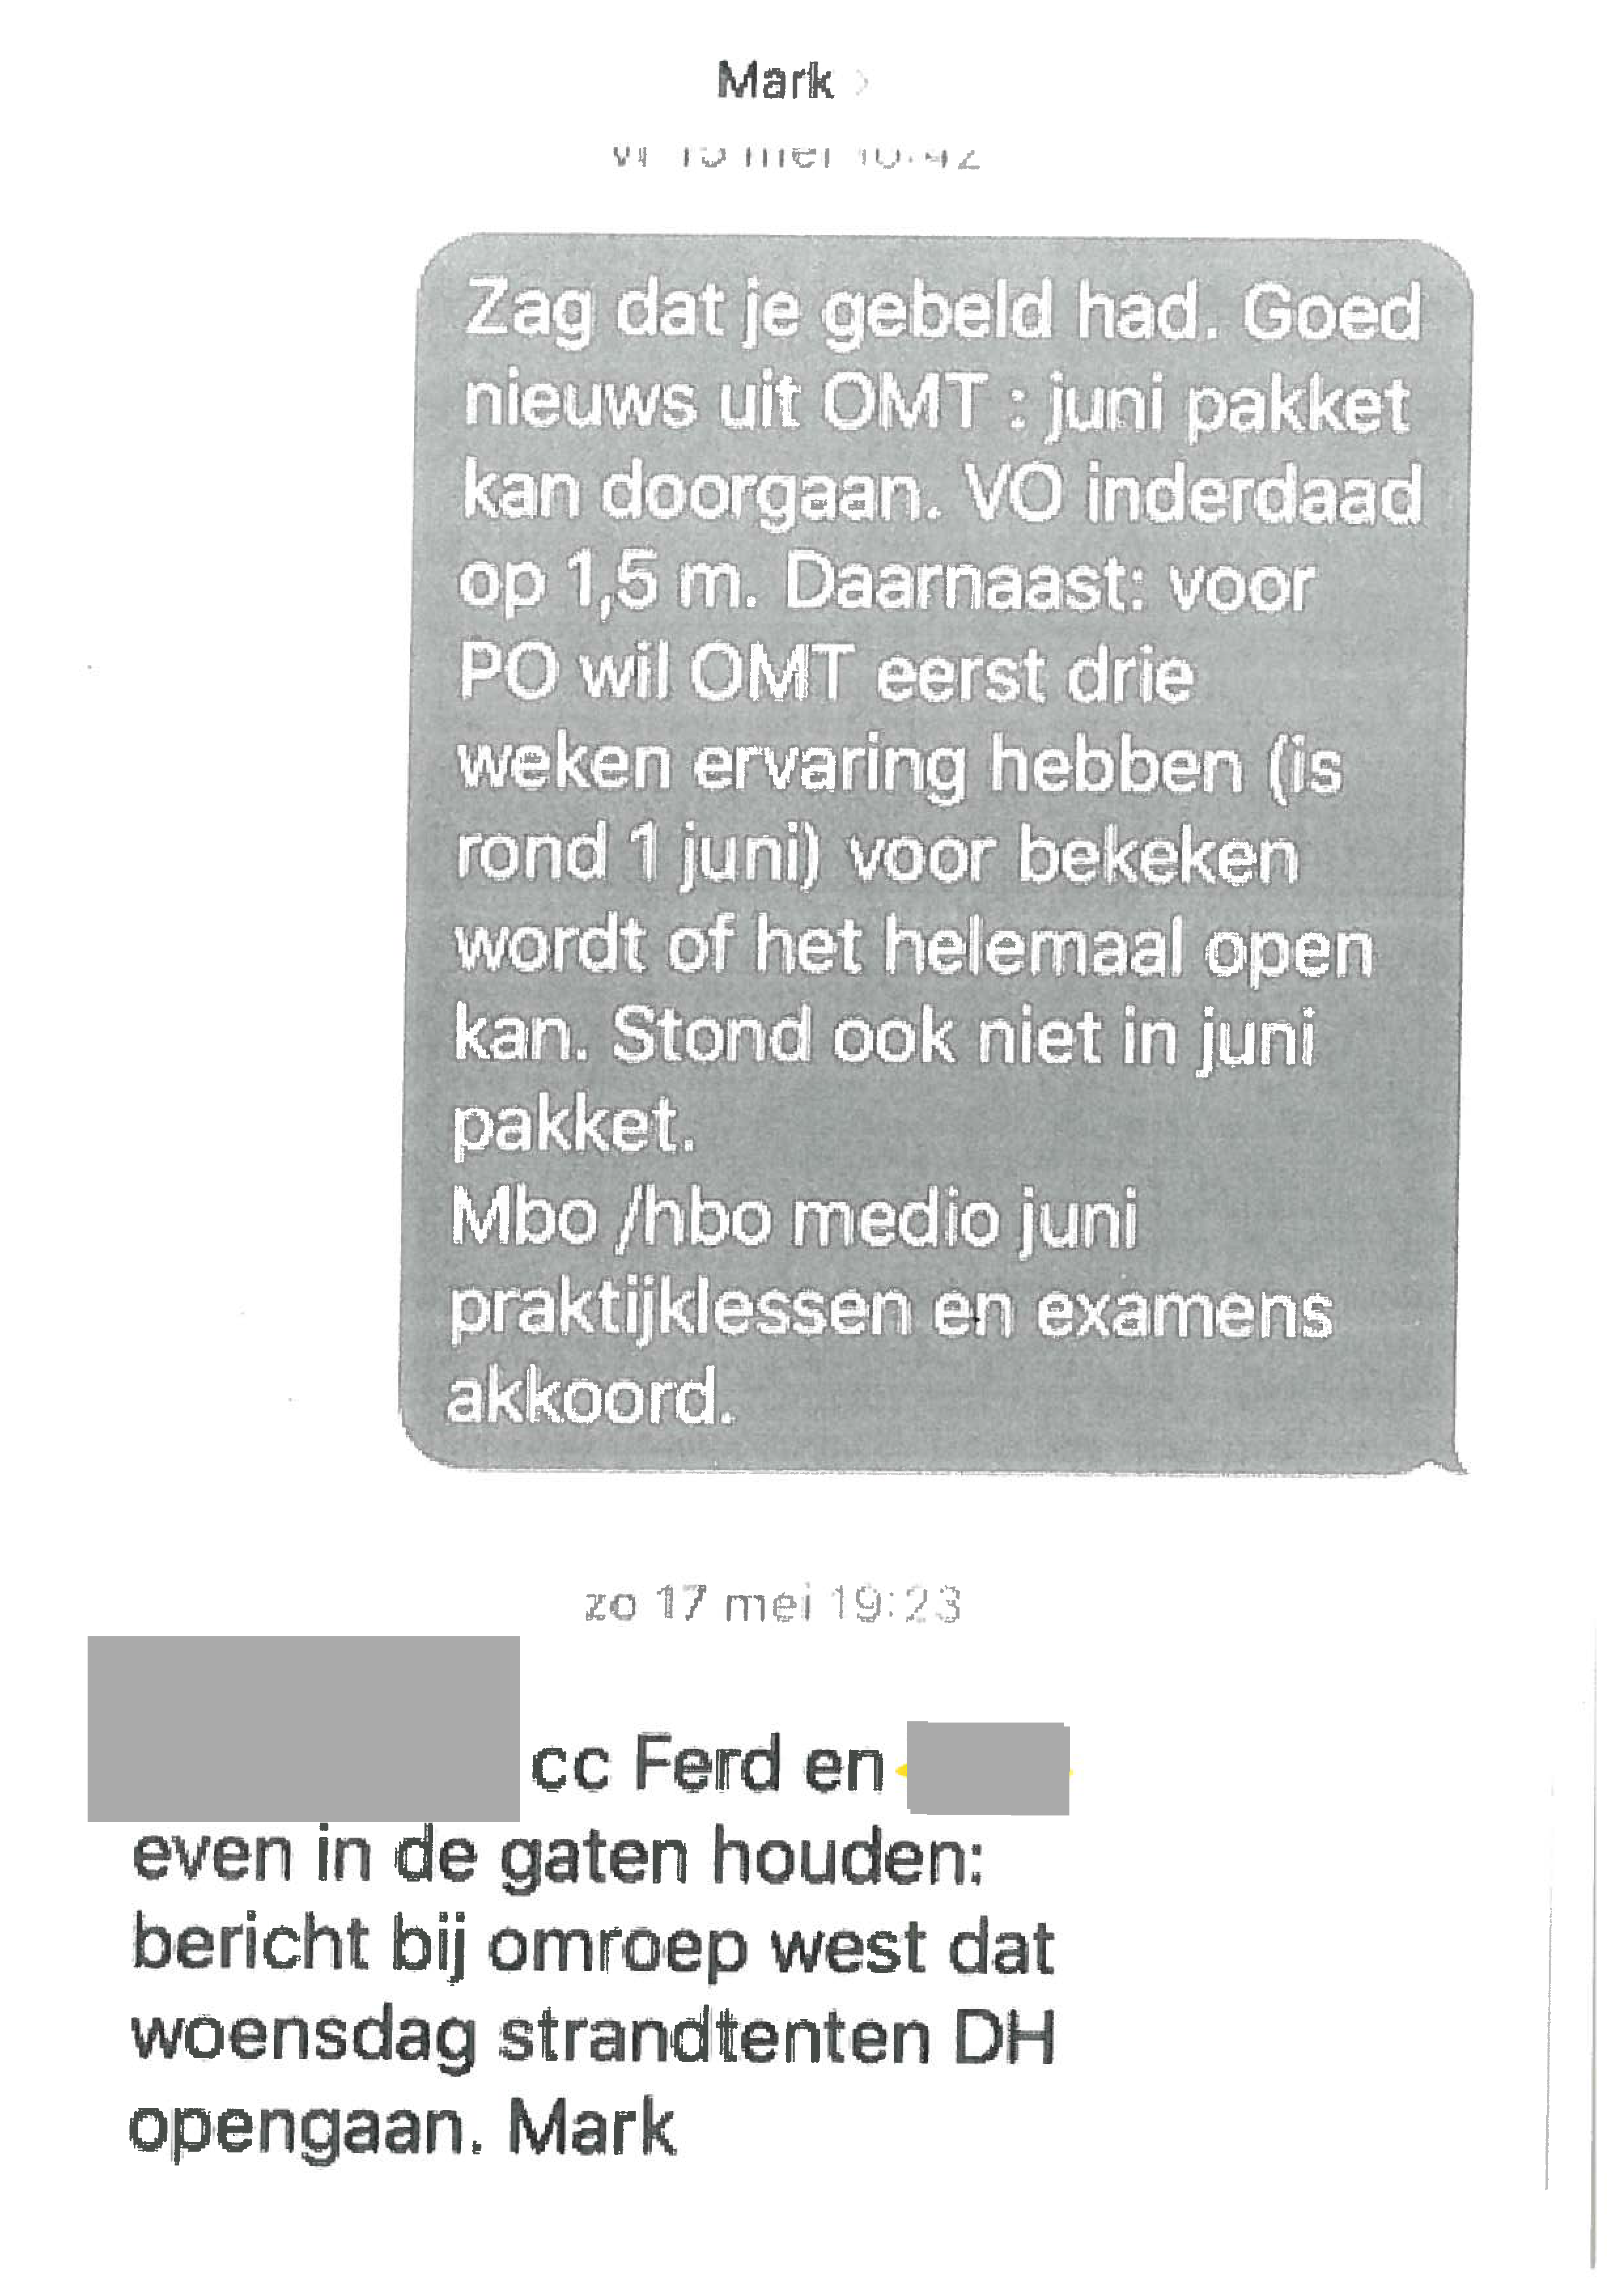 Mark
Zag dat je gebeld had. Goed
nieuws uit OMT : juni pakket
kan doorgaan. VO inderdaad
op 1,5 m. Daarnaast: voor
PO wil OMT eerst drie
weken ervaring hebben (is
rond 1 juni) voor bekeken
wordt of het helemaal open
kan. Stond ook niet in juni
pakket.
Mbo /hbo medio juni
praktijklessen en examens
akkoord.
zo 17 mei 19:23
cc Ferd en
even in de gaten houden:
bericht bij omroep west dat
woensdag strandtenten DH
opengaan. Mark